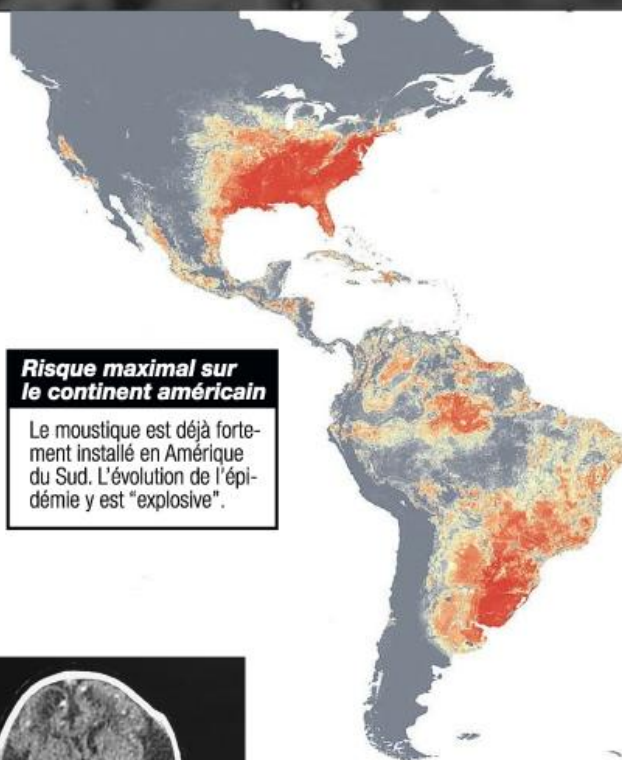 Risque maximal sur
le continent américain
Le moustique est déjà forte-
ment installé en Amérique
du Sud. L'évolution de l'épi-
démie y est "explosive".